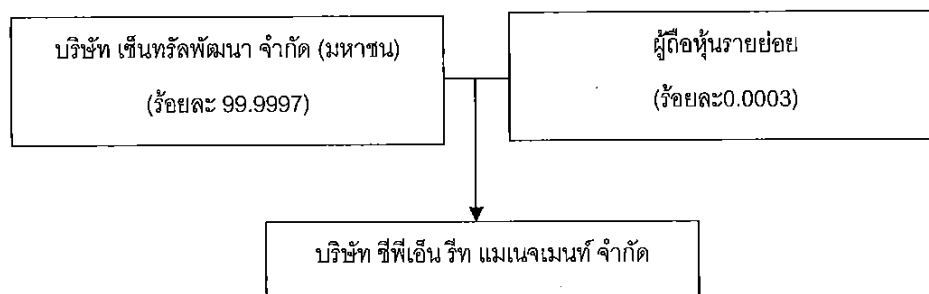 บริษัท เซ็นทรัลพัฒนา จำกัด (มหาชน)
(ร้อยละ 99.9997)
ผู้ถือหุ้นรายย่อย
(ร้อยละ0.0003)
บริษัท ซีพีเอ็น รีท แมเนจเมนท์ จำกัด